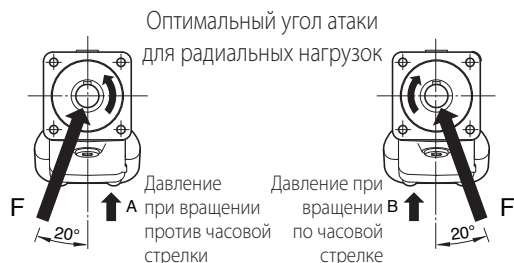 Оптимальный угол атаки
для радиальных нагрузок
F
20°
A
Давление
при вращении
против часовой
стрелки
Давление при
вращении
по часовой
стрелке
B
20°
F